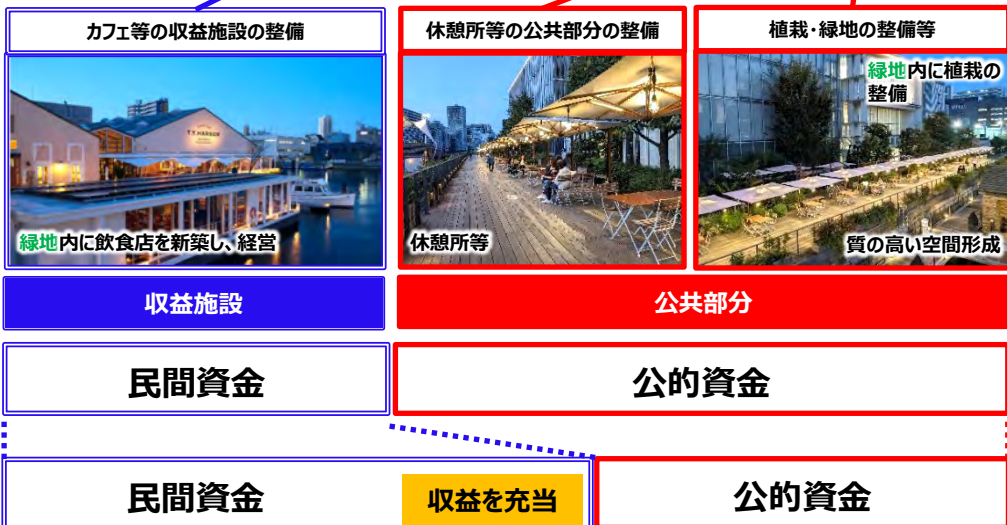 カフェ等の収益施設の整備
休憩所等の公共部分の整備
植栽・緑地の整備等
T.Y.HARBOR
緑地内に飲食店を新築し、経営
休憩所等
緑地内に植栽の
整備
質の高い空間形成
収益施設
公共部分
民間資金
公的資金
民間資金
収益を充当
公的資金